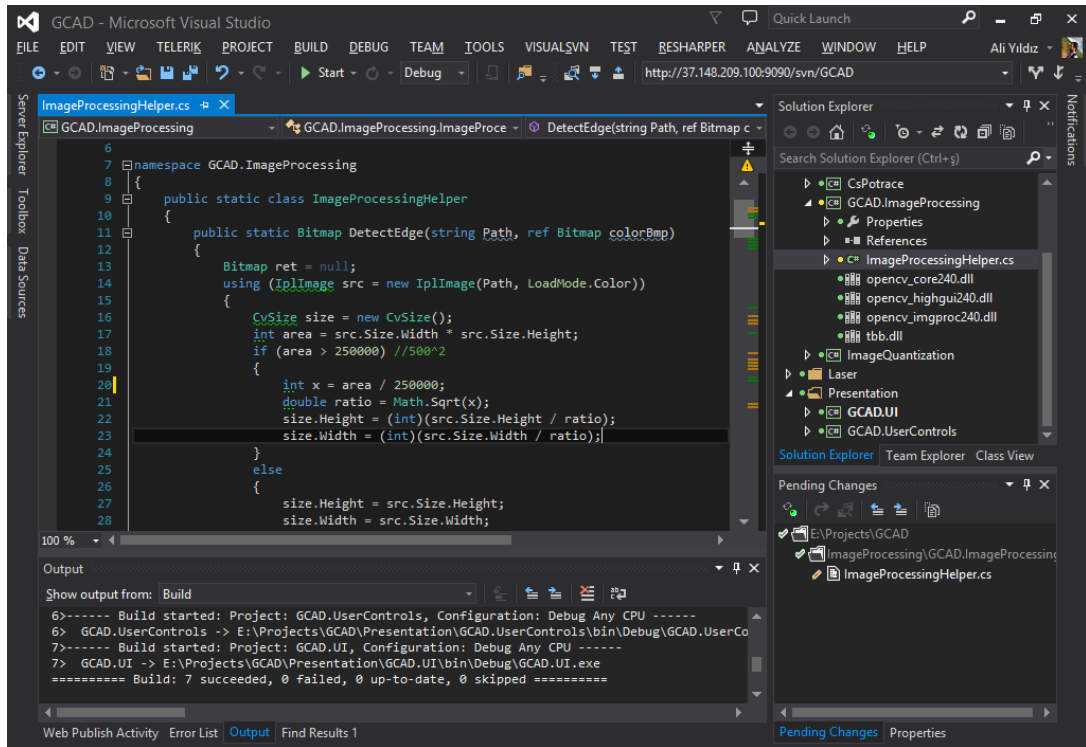 GCAD - Microsoft Visual Studio
Quick Launch
FILE EDIT VIEW TELERIK PROJECT BUILD DEBUG TEAM TOOLS VISUALSVN TEST RESHARPER ANALYZE WINDOW HELP Ali Yıldız
Start Debug http://37.148.209.100:9090/svn/GCAD
Server Explorer
Toolbox
Data Sources
ImageProcessingHelper.cs
GCAD.ImageProcessing GCAD.ImageProcessing.ImageProce DetectEdge(string Path, ref Bitmap c
6
7 namespace GCAD.ImageProcessing
8 {
9 public static class ImageProcessingHelper
10 {
11 public static Bitmap DetectEdge(string Path, ref Bitmap colorBmp)
12 {
13 Bitmap ret = null;
14 using (IplImage src = new IplImage(Path, LoadMode.Color))
15 {
16 CvSize size = new CvSize();
17 int area = src.Size.Width * src.Size.Height;
18 if (area > 250000) //500^2
19 {
20 int x = area / 250000;
21 double ratio = Math.Sqrt(x);
22 size.Height = (int)(src.Size.Height / ratio);
23 size.Width = (int)(src.Size.Width / ratio);
24 }
25 else
26 {
27 size.Height = src.Size.Height;
28 size.Width = src.Size.Width;
100 %
Output
Show output from: Build
6>------ Build started: Project: GCAD.UserControls, Configuration: Debug Any CPU ------
6> GCAD.UserControls -> E:\Projects\GCAD\Presentation\GCAD.UserControls\bin\Debug\GCAD.UserCo
7>------ Build started: Project: GCAD.UI, Configuration: Debug Any CPU ------
7> GCAD.UI -> E:\Projects\GCAD\Presentation\GCAD.UI\bin\Debug\GCAD.UI.exe
========== Build: 7 succeeded, 0 failed, 0 up-to-date, 0 skipped ==========
Web Publish Activity Error List Output Find Results 1
Solution Explorer
Search Solution Explorer (Ctrl+ş)
C# CsPotrace
C# GCAD.ImageProcessing
Properties
References
C# ImageProcessingHelper.cs
opencv_core240.dll
opencv_highgui240.dll
opencv_imgproc240.dll
tbb.dll
C# ImageQuantization
Laser
Presentation
C# GCAD.UI
C# GCAD.UserControls
Solution Explorer Team Explorer Class View
Pending Changes
E:\Projects\GCAD
ImageProcessing\GCAD.ImageProcessing
ImageProcessingHelper.cs
Pending Changes Properties
Notifications